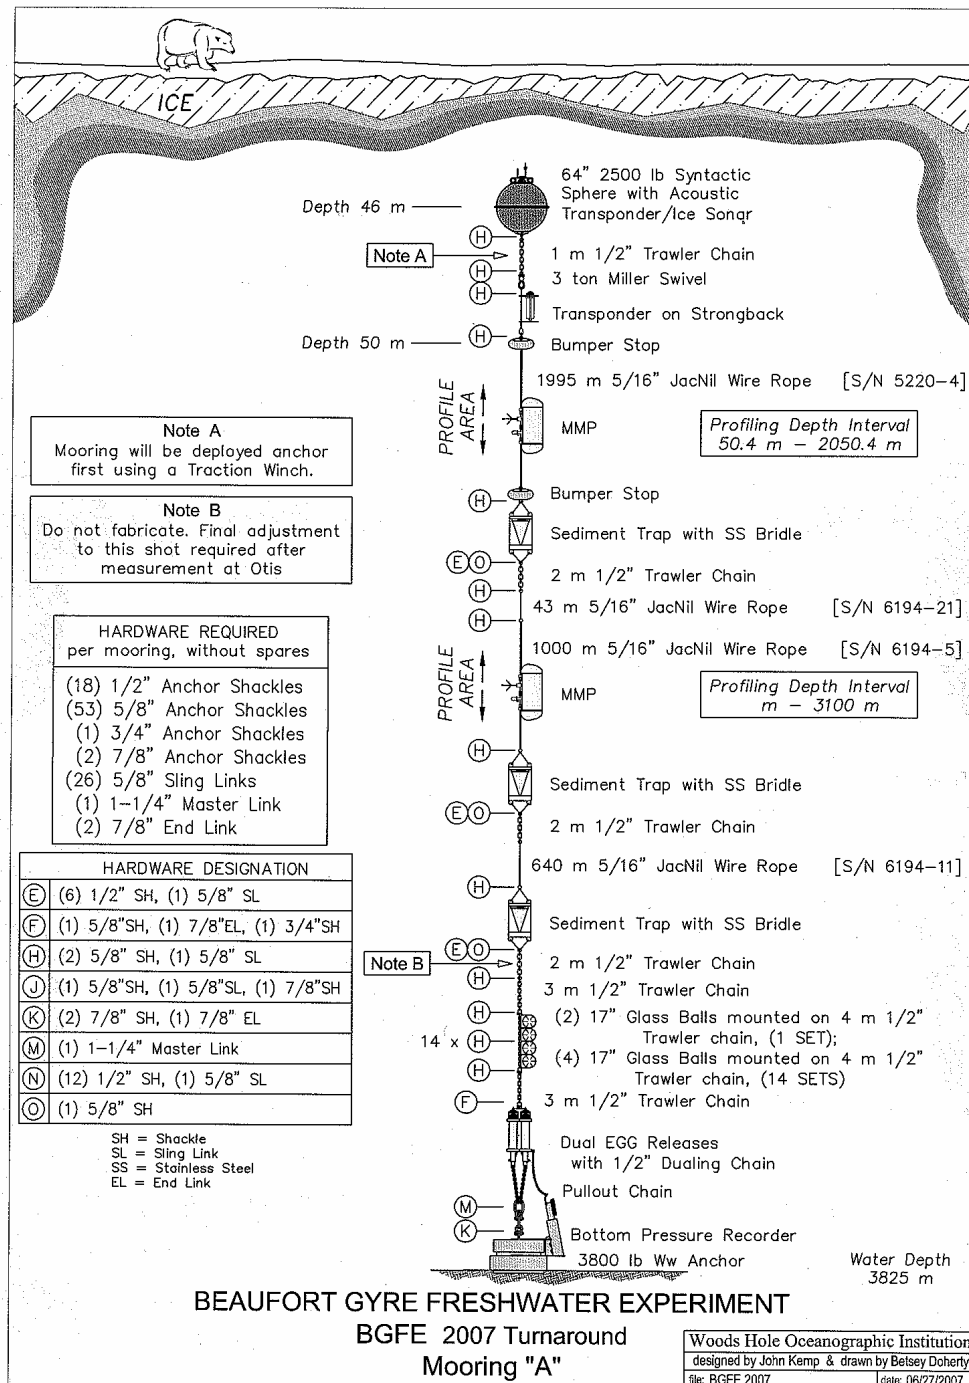 ICE
64" 2500 lb Syntactic
Sphere with Acoustic
Transponder/Ice Sonar
Depth 46 m
H
Note A
1 m 1/2" Trawler Chain
H
3 ton Miller Swivel
H
Transponder on Strongback
H
Depth 50 m
Bumper Stop
1995 m 5/16" JacNil Wire Rope [S/N 5220-4]
PROFILE
AREA
MMP
Profiling Depth Interval
50.4 m - 2050.4 m
Note A
Mooring will be deployed anchor
first using a Traction Winch.
Bumper Stop
H
Note B
Do not fabricate. Final adjustment
to this shot required after
measurement at Otis
Sediment Trap with SS Bridle
E O
2 m 1/2" Trawler Chain
H
43 m 5/16" JacNil Wire Rope [S/N 6194-21]
H
1000 m 5/16" JacNil Wire Rope [S/N 6194-5]
PROFILE
AREA
MMP
Profiling Depth Interval
m - 3100 m
HARDWARE REQUIRED
per mooring, without spares
(18) 1/2" Anchor Shackles
(53) 5/8" Anchor Shackles
(1) 3/4" Anchor Shackles
(2) 7/8" Anchor Shackles
(26) 5/8" Sling Links
(1) 1-1/4" Master Link
(2) 7/8" End Link
H
Sediment Trap with SS Bridle
E O
2 m 1/2" Trawler Chain
640 m 5/16" JacNil Wire Rope [S/N 6194-11]
H
Sediment Trap with SS Bridle
E O
Note B
2 m 1/2" Trawler Chain
H
3 m 1/2" Trawler Chain
H
(2) 17" Glass Balls mounted on 4 m 1/2"
Trawler chain, (1 SET);
14 x H
(4) 17" Glass Balls mounted on 4 m 1/2"
Trawler chain, (14 SETS)
H
F
3 m 1/2" Trawler Chain
HARDWARE DESIGNATION
E (6) 1/2" SH, (1) 5/8" SL
F (1) 5/8"SH, (1) 7/8"EL, (1) 3/4"SH
H (2) 5/8" SH, (1) 5/8" SL
J (1) 5/8"SH, (1) 5/8"SL, (1) 7/8"SH
K (2) 7/8" SH, (1) 7/8" EL
M (1) 1-1/4" Master Link
N (12) 1/2" SH, (1) 5/8" SL
O (1) 5/8" SH
SH = Shackle
SL = Sling Link
SS = Stainless Steel
EL = End Link
Dual EGG Releases
with 1/2" Dualing Chain
Pullout Chain
M
K
Bottom Pressure Recorder
3800 lb Ww Anchor
Water Depth
3825 m
BEAUFORT GYRE FRESHWATER EXPERIMENT
BGFE 2007 Turnaround
Mooring "A"
Woods Hole Oceanographic Institution
designed by John Kemp & drawn by Betsey Doherty
file: BGFE 2007 date: 06/27/2007